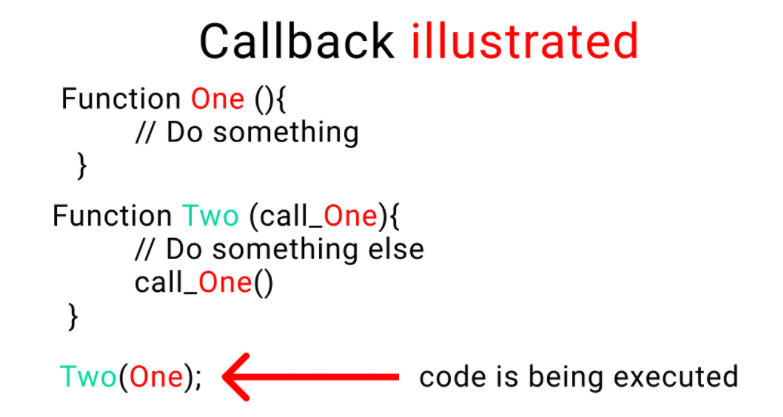 Callback illustrated
Function One (){
// Do something
}
Function Two (call_One){
// Do something else
call_One()
}
Two(One);
code is being executed